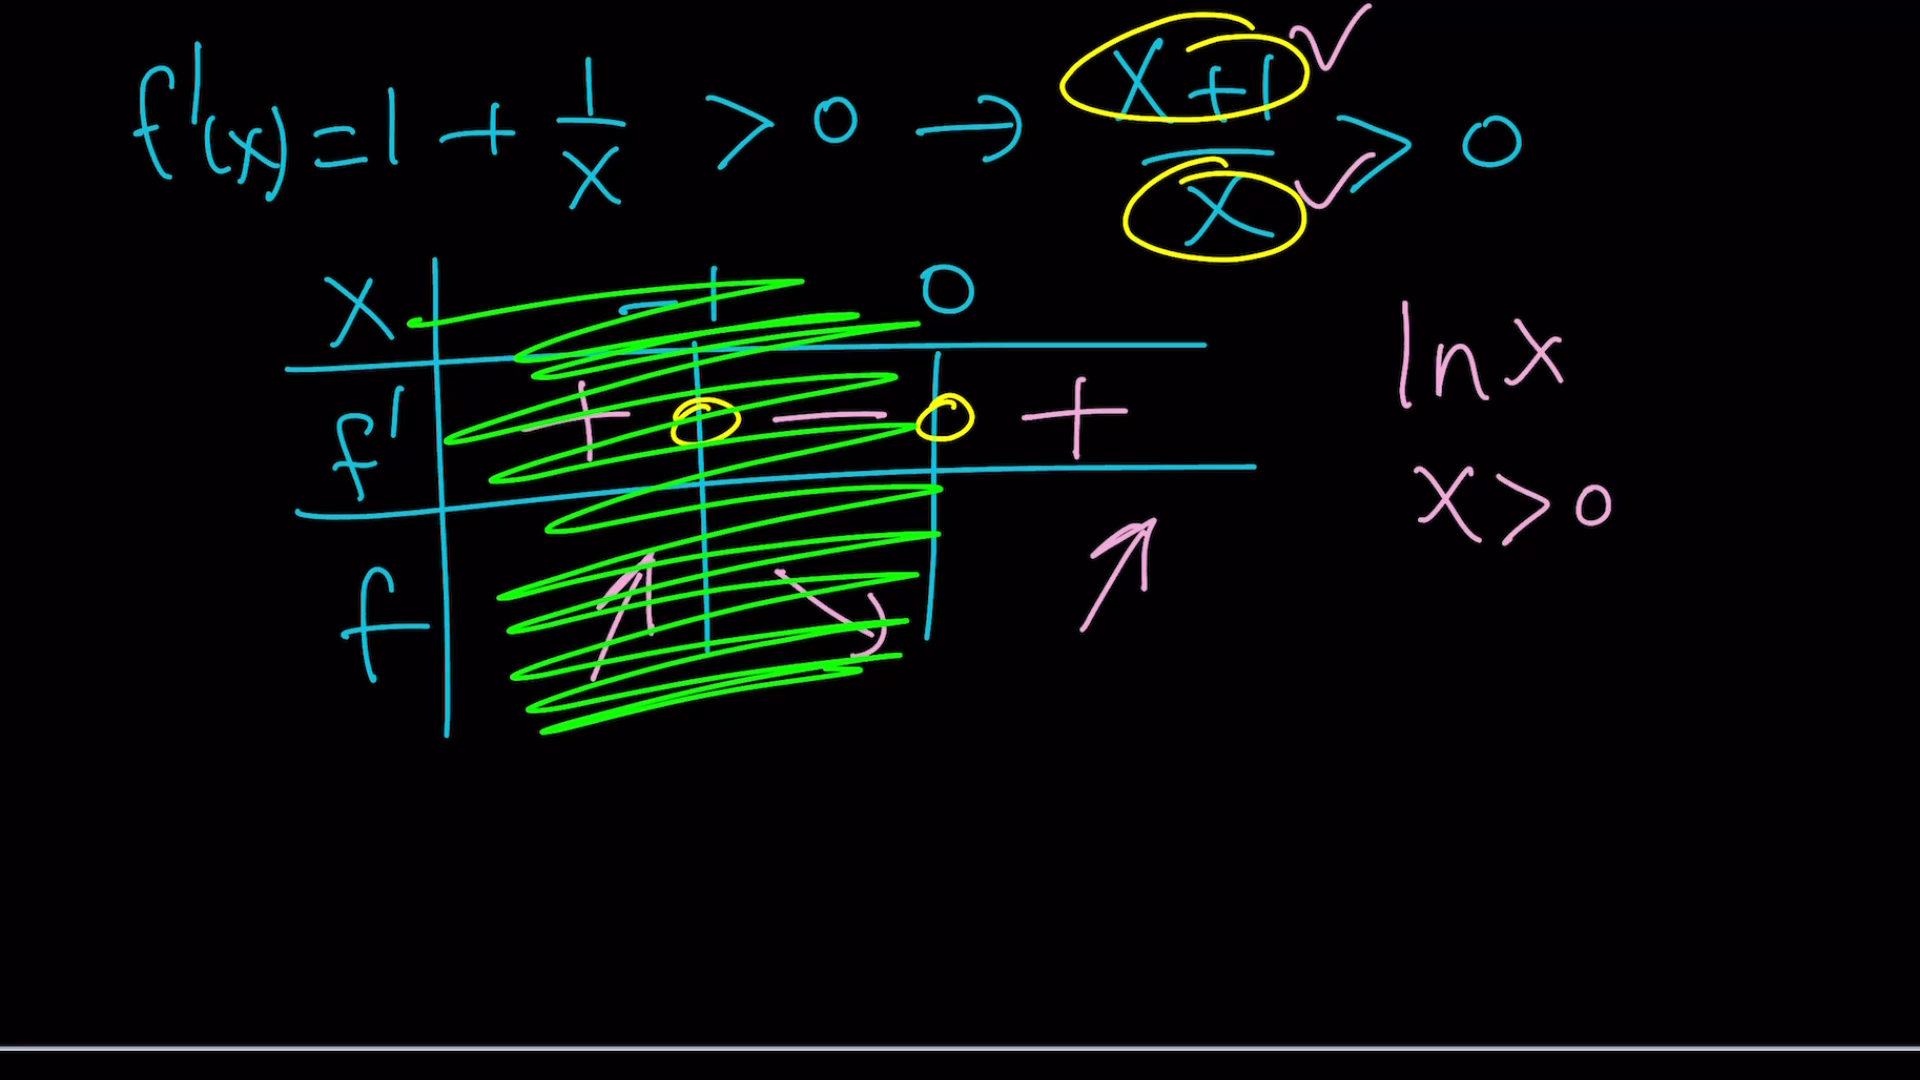 f'(x) = 1 + 1/x > 0 → (x+1)/x > 0
x -1 0
f' + 0 - 0 +
f ↗ ↘ ↗
ln x
x > 0